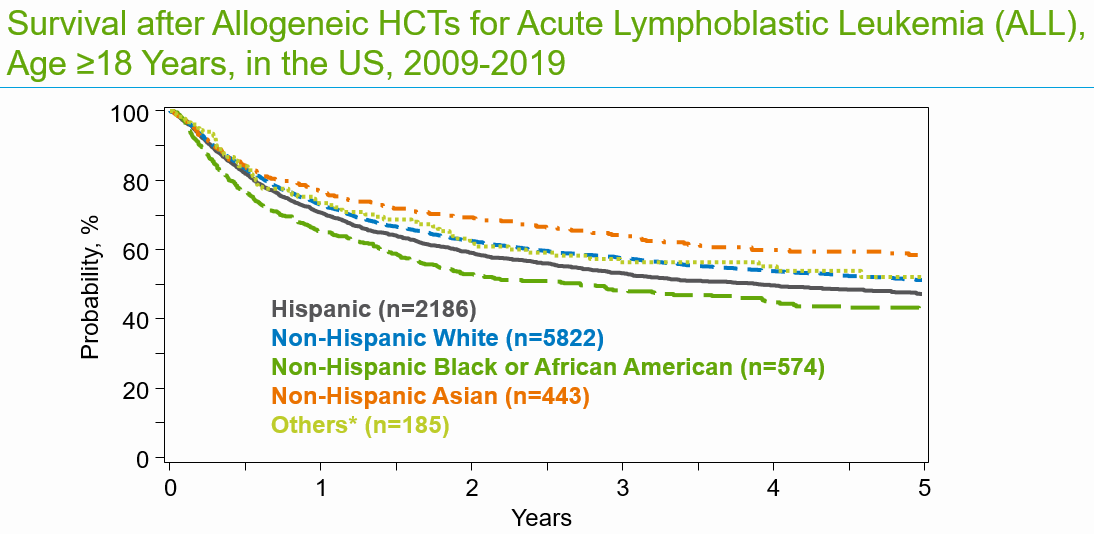 Survival after Allogeneic HCTs for Acute Lymphoblastic Leukemia (ALL),
Age ≥18 Years, in the US, 2009-2019
100
80
60
40
20
0
Probability, %
Hispanic (n=2186)
Non-Hispanic White (n=5822)
Non-Hispanic Black or African American (n=574)
Non-Hispanic Asian (n=443)
Others* (n=185)
0 1 2 3 4 5
Years